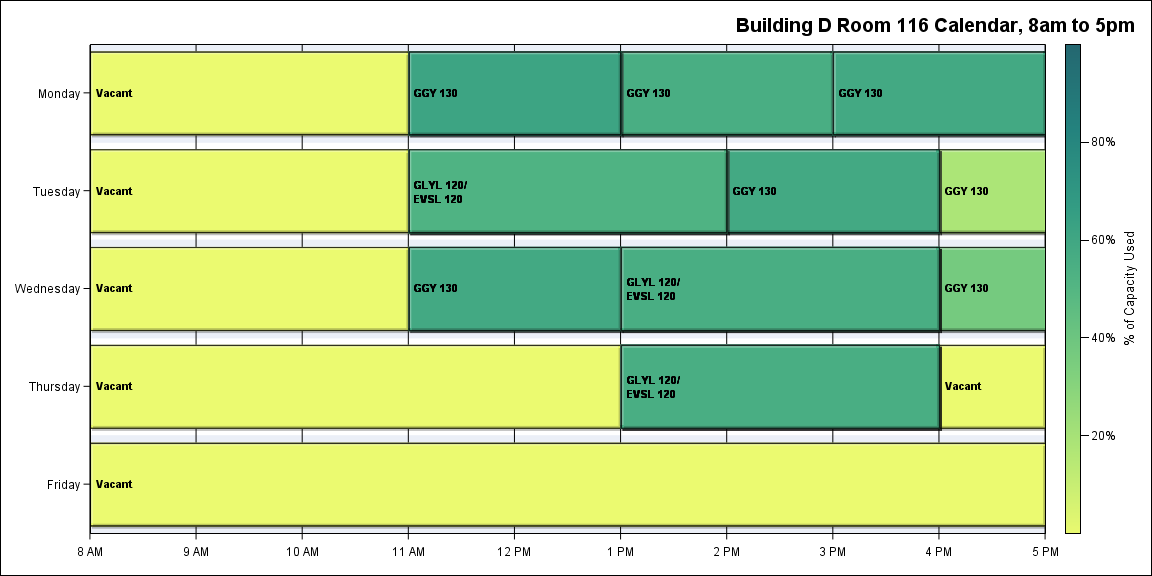 Building D Room 116 Calendar, 8am to 5pm
Monday
Vacant
GGY 130
GGY 130
GGY 130
Tuesday
Vacant
GLYL 120/
EVSL 120
GGY 130
GGY 130
Wednesday
Vacant
GGY 130
GLYL 120/
EVSL 120
GGY 130
Thursday
Vacant
GLYL 120/
EVSL 120
Vacant
Friday
Vacant
8 AM
9 AM
10 AM
11 AM
12 PM
1 PM
2 PM
3 PM
4 PM
5 PM
80%
60%
40%
20%
% of Capacity Used